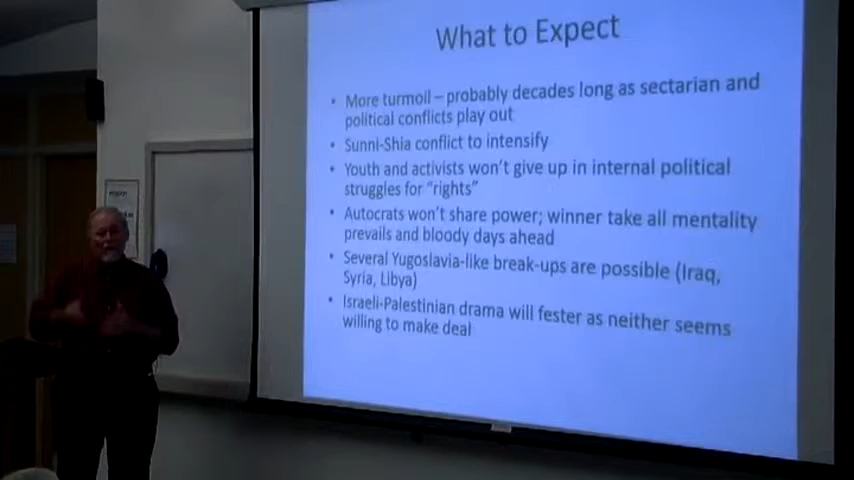 What to Expect
• More turmoil – probably decades long as sectarian and
political conflicts play out
• Sunni-Shia conflict to intensify
• Youth and activists won't give up in internal political
struggles for "rights"
• Autocrats won't share power; winner take all mentality
prevails and bloody days ahead
• Several Yugoslavia-like break-ups are possible (Iraq,
Syria, Libya)
• Israeli-Palestinian drama will fester as neither seems
willing to make deal